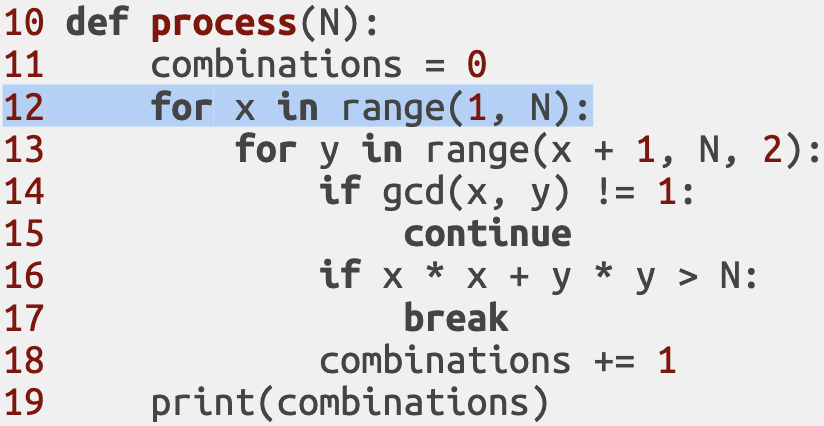 10 def process(N):
11     combinations = 0
12     for x in range(1, N):
13         for y in range(x + 1, N, 2):
14             if gcd(x, y) != 1:
15                 continue
16             if x * x + y * y > N:
17                 break
18             combinations += 1
19     print(combinations)